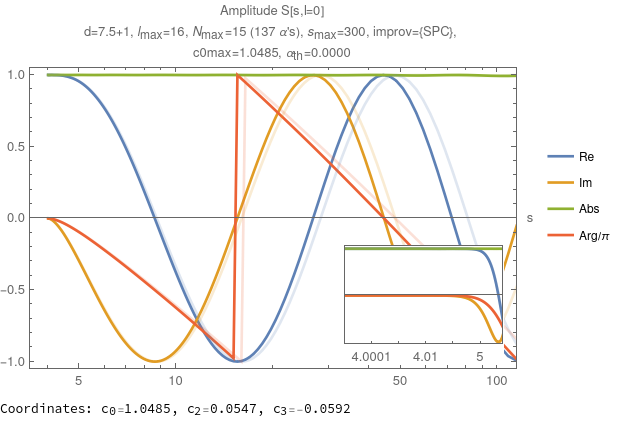 Amplitude S[s,l=0]
d=7.5+1, lmax=16, Nmax=15 (137 α's), smax=300, improv={SPC},
c0max=1.0485, αth=0.0000
1.0
0.5
0.0
−0.5
−1.0
5 10 50 100
s
4.0001 4.01 5
Re
Im
Abs
Arg/π
Coordinates: c0=1.0485, c2=0.0547, c3=-0.0592